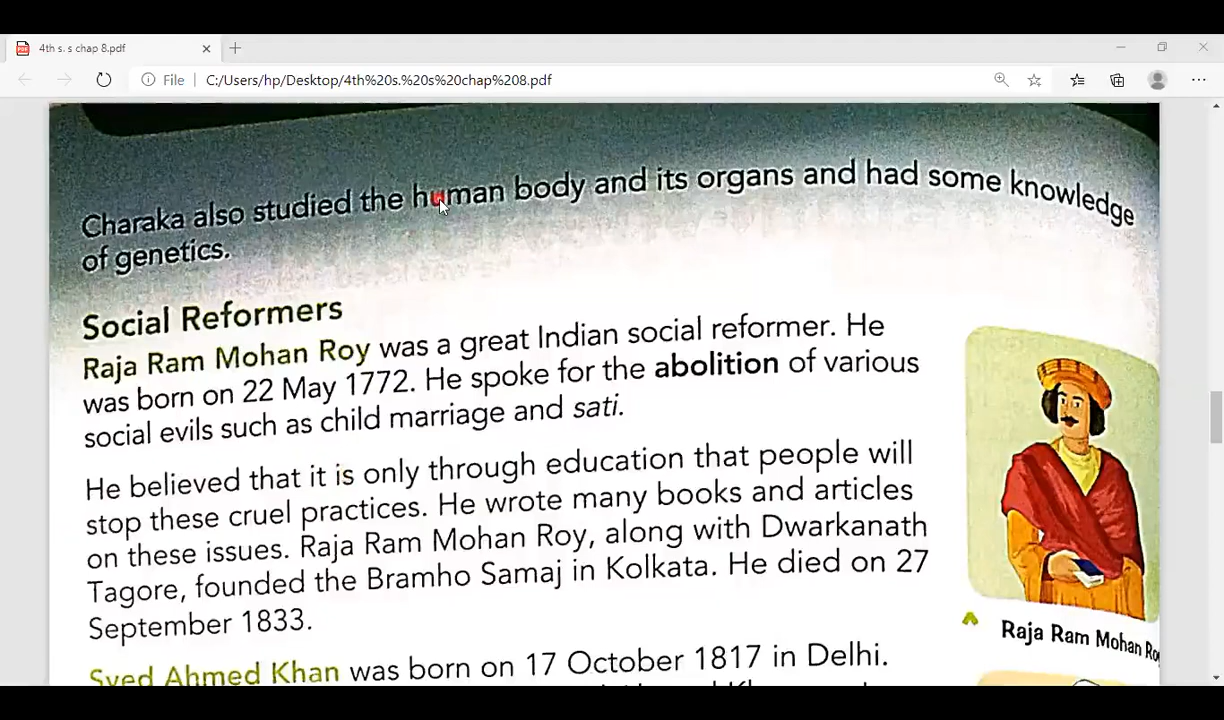 4th s. s chap 8.pdf
File C:/Users/hp/Desktop/4th%20s.%20s%20chap%208.pdf
Charaka also studied the human body and its organs and had some knowledge
of genetics.
Social Reformers
Raja Ram Mohan Roy was a great Indian social reformer. He
was born on 22 May 1772. He spoke for the abolition of various
social evils such as child marriage and sati.
He believed that it is only through education that people will
stop these cruel practices. He wrote many books and articles
on these issues. Raja Ram Mohan Roy, along with Dwarkanath
Tagore, founded the Bramho Samaj in Kolkata. He died on 27
September 1833.
Raja Ram Mohan Roy
Syed Ahmed Khan was born on 17 October 1817 in Delhi.